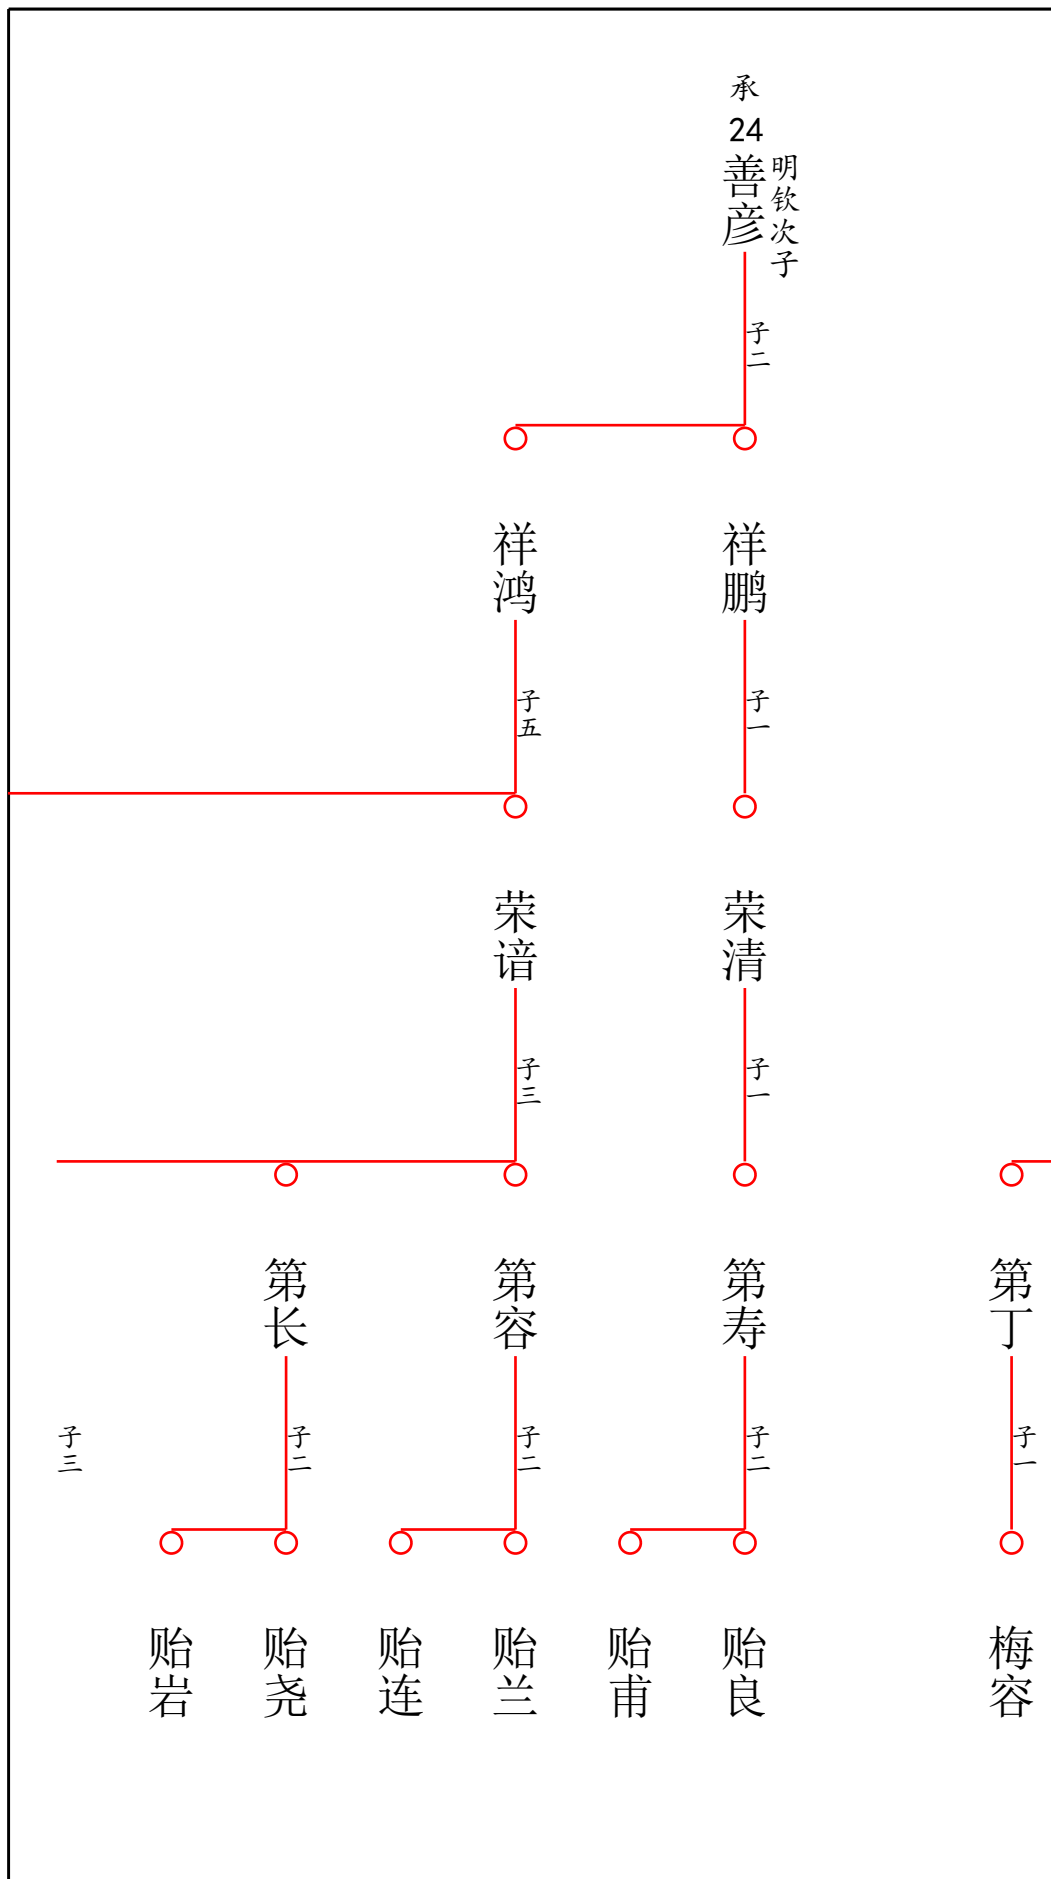 承
24
善彦
明钦次子
子二
祥鹏
祥鸿
子一
子五
荣清
荣谙
子一
子三
第丁
第寿
第容
第长
子一
子二
子二
子二
子三
梅容
贻良
贻甫
贻兰
贻连
贻尧
贻岩